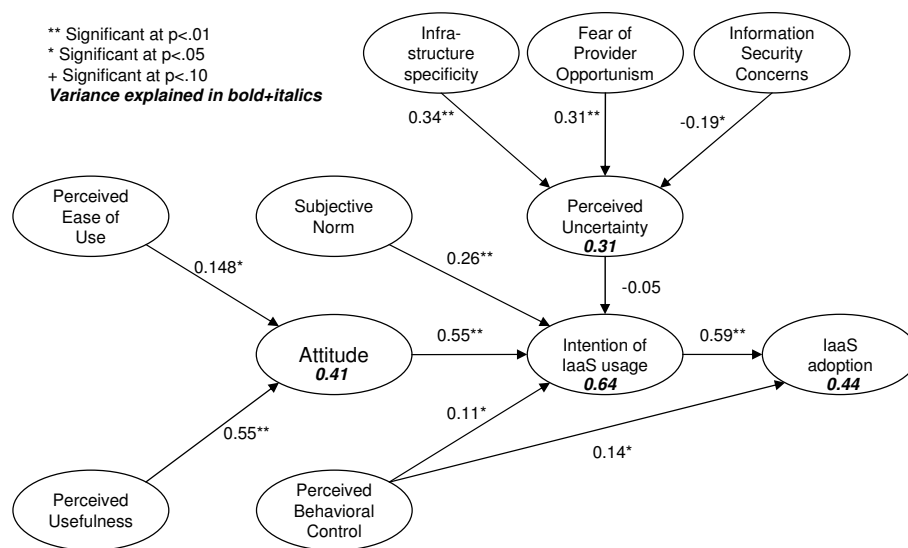 ** Significant at p<.01
* Significant at p<.05
+ Significant at p<.10
Variance explained in bold+italics
Infra-
structure
specificity
Fear of
Provider
Opportunism
Information
Security
Concerns
0.34**
0.31**
-0.19*
Perceived
Ease of
Use
Subjective
Norm
Perceived
Uncertainty
0.31
0.148*
0.26**
-0.05
Attitude
0.41
0.55**
Intention of
IaaS usage
0.64
0.59**
IaaS
adoption
0.44
0.55**
0.11*
0.14*
Perceived
Usefulness
Perceived
Behavioral
Control